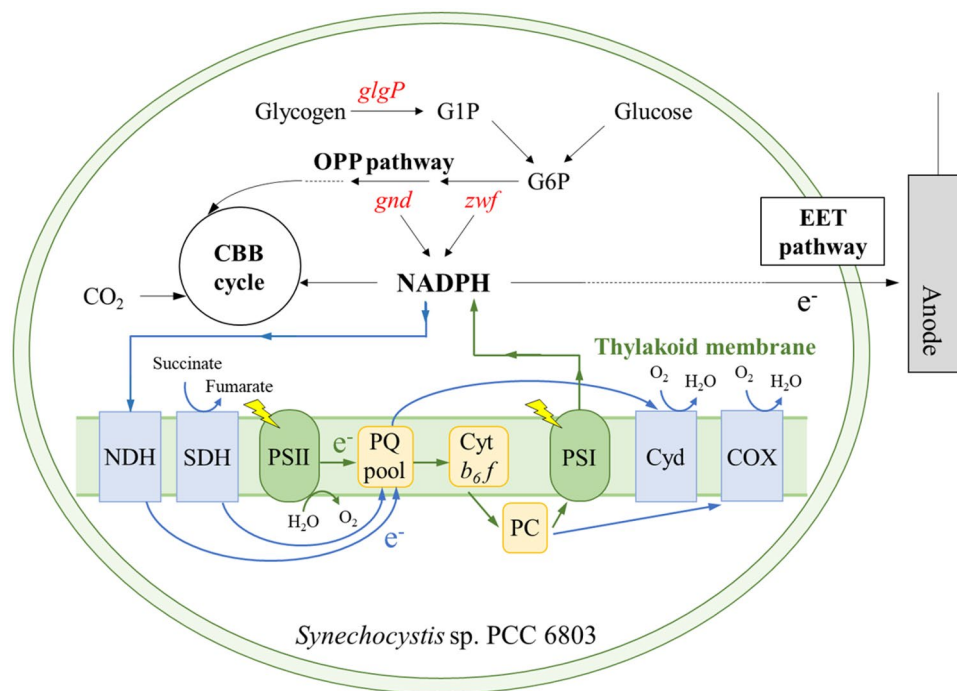 glgP
Glycogen
G1P
Glucose
OPP pathway
G6P
gnd
zwf
EET
pathway
CBB
cycle
NADPH
CO2
e-
Anode
Thylakoid membrane
Succinate
Fumarate
O2
H2O
O2
H2O
NDH
SDH
PSII
e-
PQ
pool
Cyt
b6f
PSI
Cyd
COX
H2O
O2
e-
PC
Synechocystis sp. PCC 6803